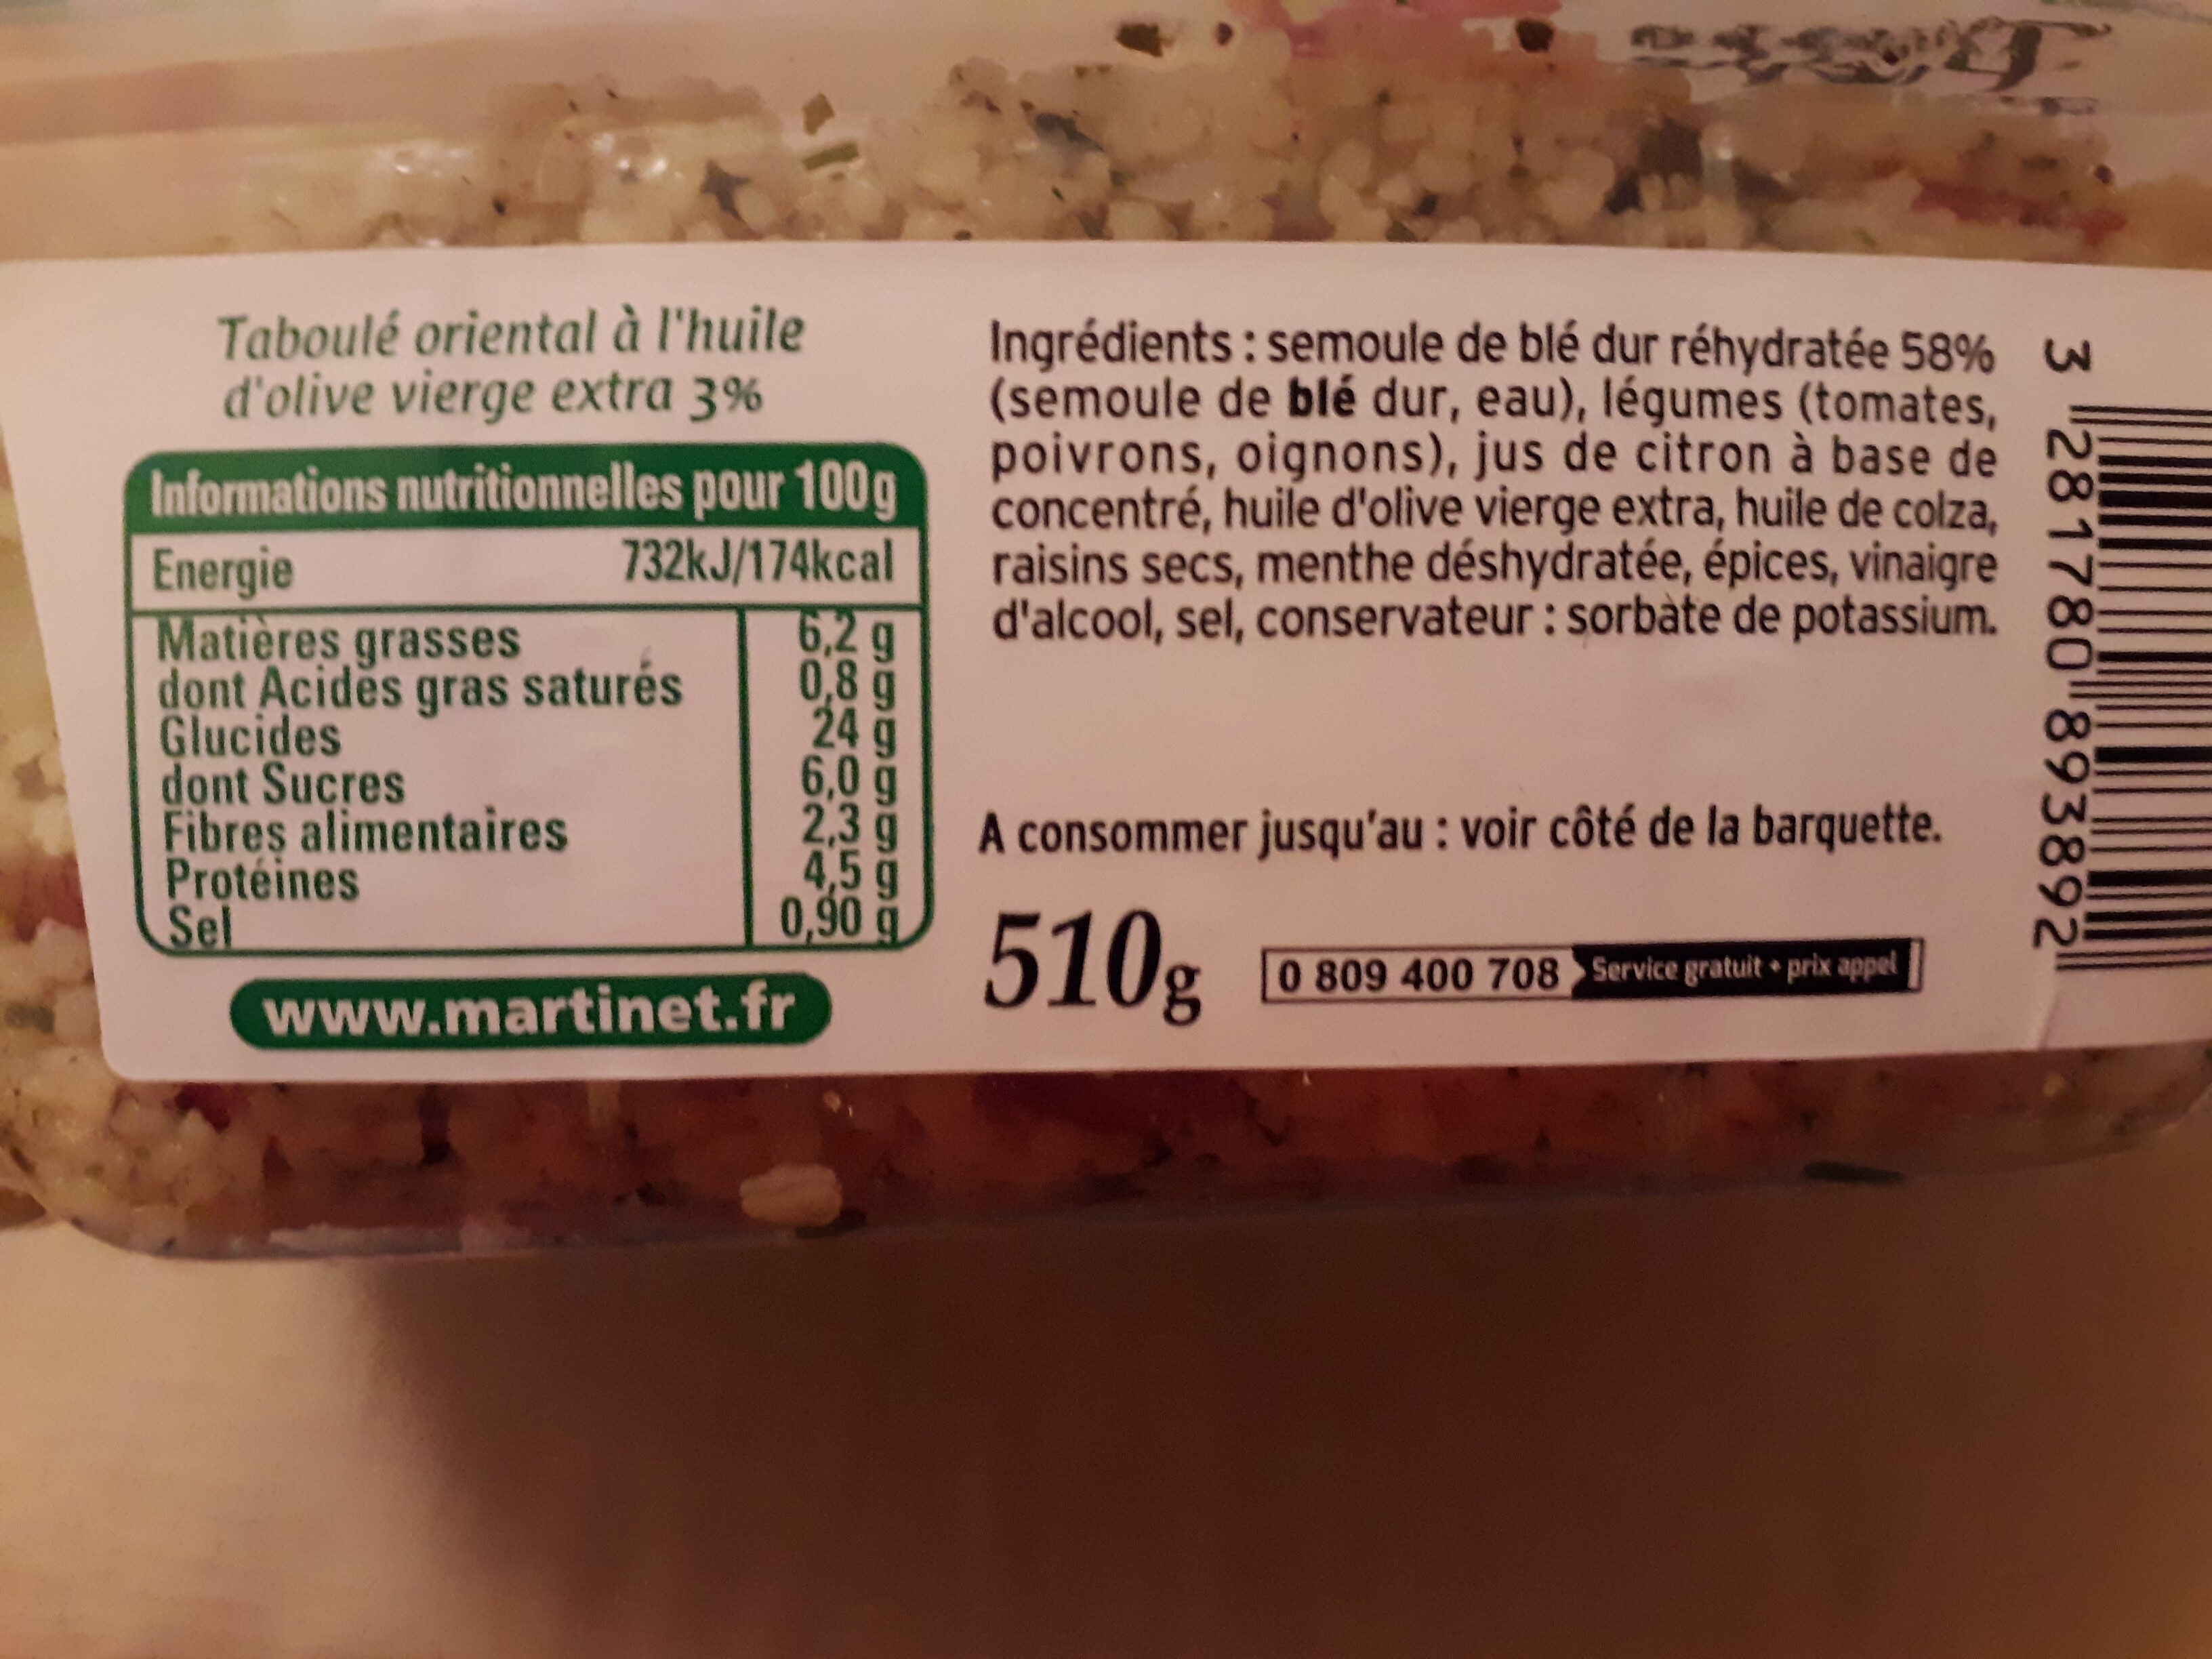 Taboulé oriental à l'huile
d'olive vierge extra 3%
Informations nutritionnelles pour 100g
Energie 732kJ/174kcal
Matières grasses 6,2 g
dont Acides gras saturés 0,8 g
Glucides 24 g
dont Sucres 6,0 g
Fibres alimentaires 2,3 g
Protéines 4,5 g
Sel 0,90 g
www.martinet.fr
Ingrédients : semoule de blé dur réhydratée 58%
(semoule de blé dur, eau), légumes (tomates,
poivrons, oignons), jus de citron à base de
concentré, huile d'olive vierge extra, huile de colza,
raisins secs, menthe déshydratée, épices, vinaigre
d'alcool, sel, conservateur : sorbate de potassium.
A consommer jusqu'au : voir côté de la barquette.
510g
0 809 400 708 Service gratuit + prix appel
3 281780 893892